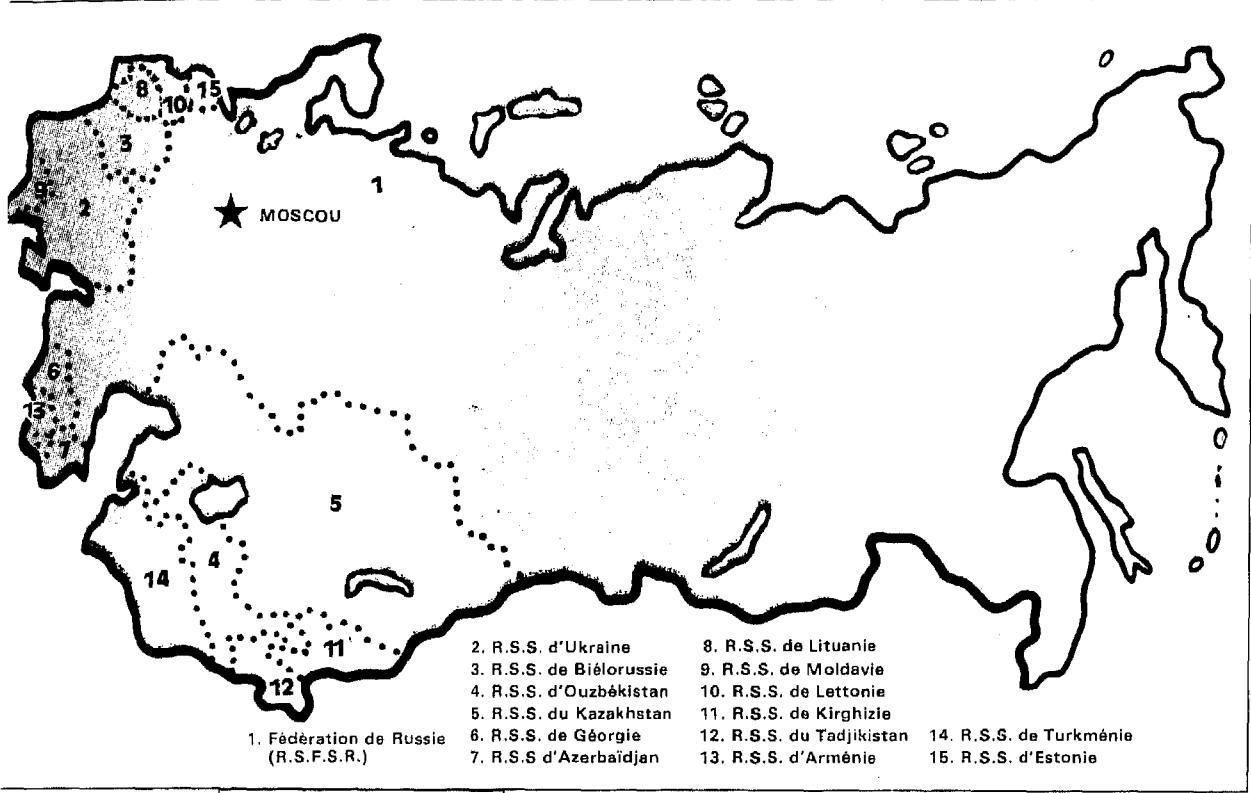 8
15
10
3
1
9
2
MOSCOU
6
13
7
5
4
14
11
12
1. Fédération de Russie
(R.S.F.S.R.)
2. R.S.S. d'Ukraine
3. R.S.S. de Biélorussie
4. R.S.S. d'Ouzbékistan
5. R.S.S. du Kazakhstan
6. R.S.S. de Géorgie
7. R.S.S d'Azerbaïdjan
8. R.S.S. de Lituanie
9. R.S.S. de Moldavie
10. R.S.S. de Lettonie
11. R.S.S. de Kirghizie
12. R.S.S. du Tadjikistan
13. R.S.S. d'Arménie
14. R.S.S. de Turkménie
15. R.S.S. d'Estonie